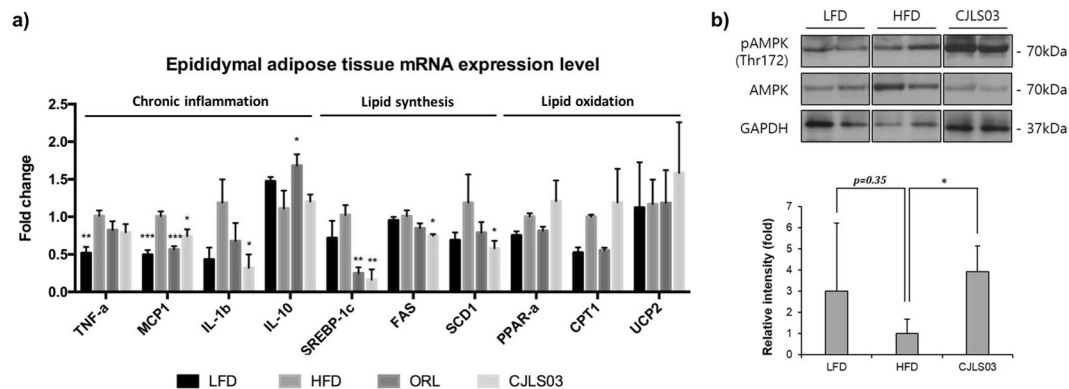 a)
Epididymal adipose tissue mRNA expression level
Chronic inflammation Lipid synthesis Lipid oxidation
Fold change
2.5
2.0
1.5
1.0
0.5
0.0
** *** *** * * * ** ** * *
TNF-a MCP1 IL-1b IL-10 SREBP-1c FAS SCD1 PPAR-a CPT1 UCP2
LFD HFD ORL CJLS03
b)
LFD HFD CJLS03
pAMPK
(Thr172)
- 70kDa
AMPK - 70kDa
GAPDH - 37kDa
p=0.35 *
Relative intensity (fold)
7
6
5
4
3
2
1
0
LFD HFD CJLS03